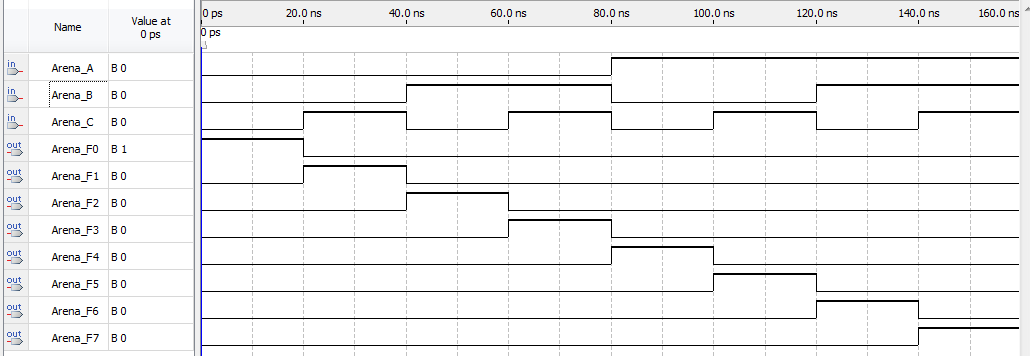 Name
Value at
0 ps
0 ps 20.0 ns 40.0 ns 60.0 ns 80.0 ns 100.0 ns 120.0 ns 140.0 ns 160.0 ns
0 ps
in Arena_A B 0
in Arena_B B 0
in Arena_C B 0
out Arena_F0 B 1
out Arena_F1 B 0
out Arena_F2 B 0
out Arena_F3 B 0
out Arena_F4 B 0
out Arena_F5 B 0
out Arena_F6 B 0
out Arena_F7 B 0